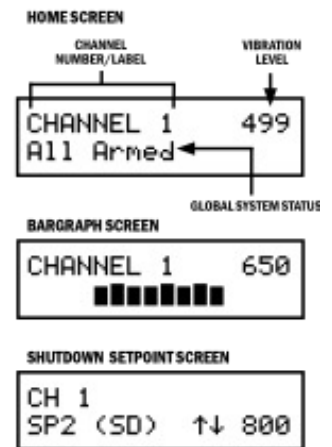 HOME SCREEN
CHANNEL
NUMBER/LABEL
VIBRATION
LEVEL
CHANNEL 1 499
All Armed
GLOBAL SYSTEM STATUS
BARGRAPH SCREEN
CHANNEL 1 650
SHUTDOWN SETPOINT SCREEN
CH 1
SP2 (SD) ↑↓ 800